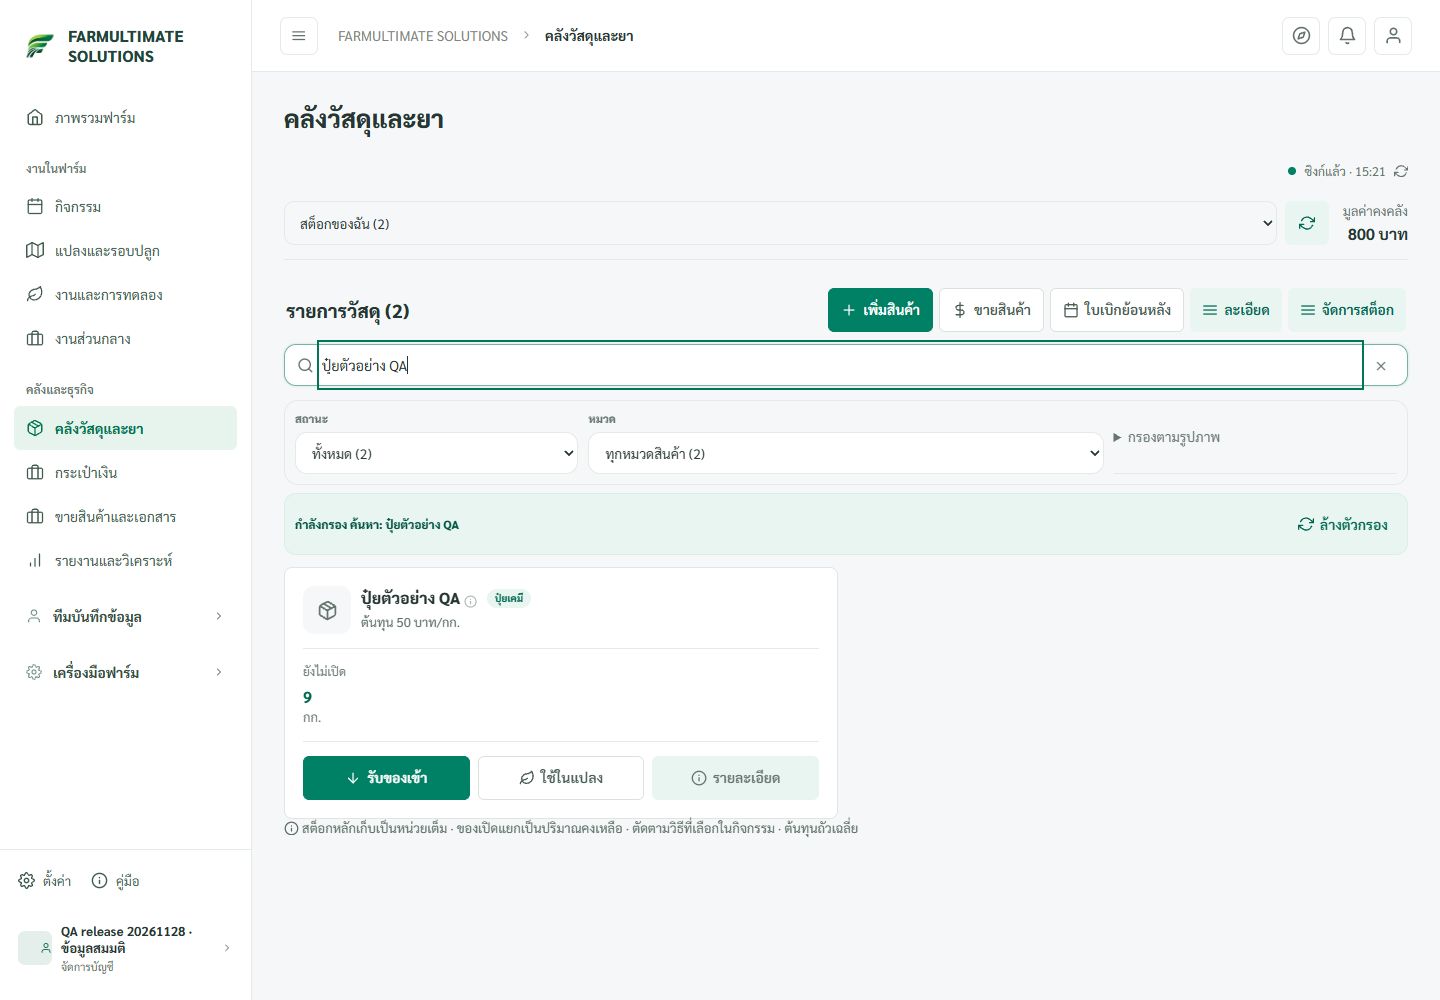 FARMULTIMATE
SOLUTIONS
ภาพรวมฟาร์ม
งานในฟาร์ม
กิจกรรม
แปลงและรอบปลูก
งานและการทดลอง
งานส่วนกลาง
คลังและธุรกิจ
คลังวัสดุและยา
กระเป๋าเงิน
ขายสินค้าและเอกสาร
รายงานและวิเคราะห์
ทีมบันทึกข้อมูล
เครื่องมือฟาร์ม
ตั้งค่า คู่มือ
QA release 20261128 ·
ข้อมูลสมมติ
จัดการบัญชี
FARMULTIMATE SOLUTIONS คลังวัสดุและยา
คลังวัสดุและยา
ซิงก์แล้ว · 15:21
สต็อกของฉัน (2)
มูลค่าคงคลัง
800 บาท
รายการวัสดุ (2)
เพิ่มสินค้า ขายสินค้า ใบเบิกย้อนหลัง ละเอียด จัดการสต็อก
ปุ๋ยตัวอย่าง QA
สถานะ หมวด
ทั้งหมด (2) ทุกหมวดสินค้า (2) กรองตามรูปภาพ
กำลังกรอง ค้นหา: ปุ๋ยตัวอย่าง QA ล้างตัวกรอง
ปุ๋ยตัวอย่าง QA ปุ๋ยเคมี
ต้นทุน 50 บาท/กก.
ยังไม่เปิด
9
กก.
รับของเข้า ใช้ในแปลง รายละเอียด
สต็อกหลักเก็บเป็นหน่วยเต็ม · ของเปิดแยกเป็นปริมาณคงเหลือ · ตัดตามวิธีที่เลือกในกิจกรรม · ต้นทุนถัวเฉลี่ย